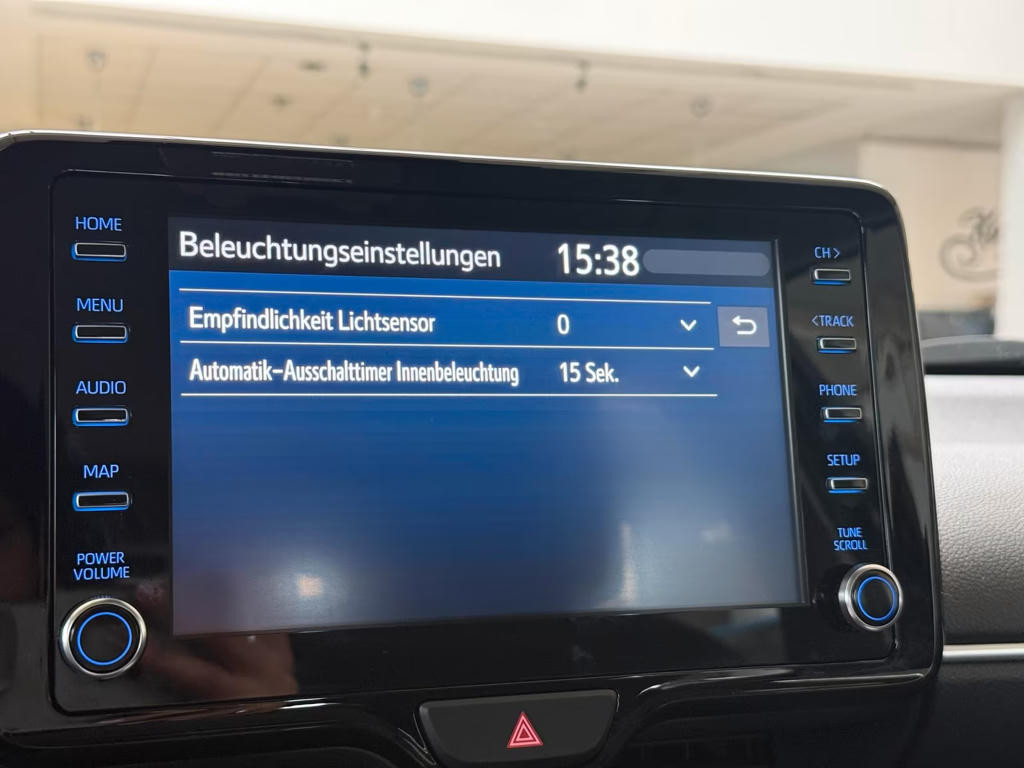 HOME
MENU
AUDIO
MAP
POWER
VOLUME
Beleuchtungseinstellungen 15:38
Empfindlichkeit Lichtsensor 0
Automatik-Ausschalttimer Innenbeleuchtung 15 Sek.
CH >
<TRACK
PHONE
SETUP
TUNE
SCROLL